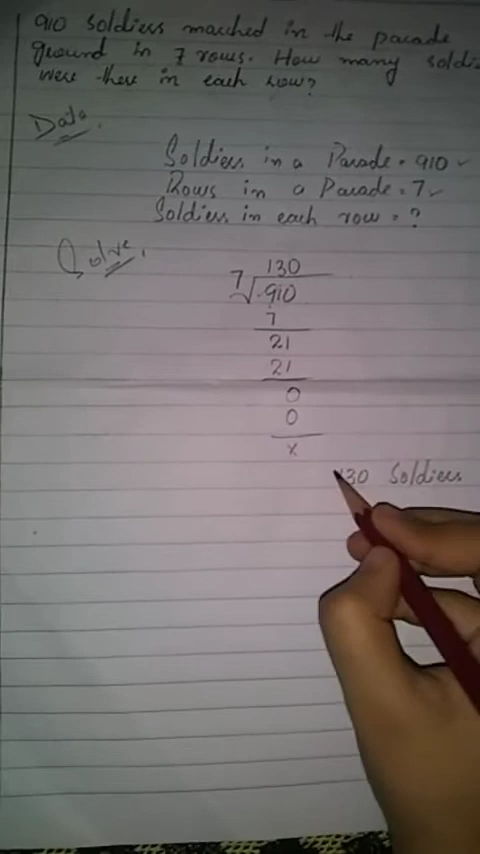 910 Soldiers marched in the parade
ground in 7 rows. How many
were there in each row?
Data.
Soldiers in a Parade = 910
Rows in a Parade = 7
Soldiers in each row = ?
Solve.
130
7 910
7
21
21
0
0
x
130 Soldiers